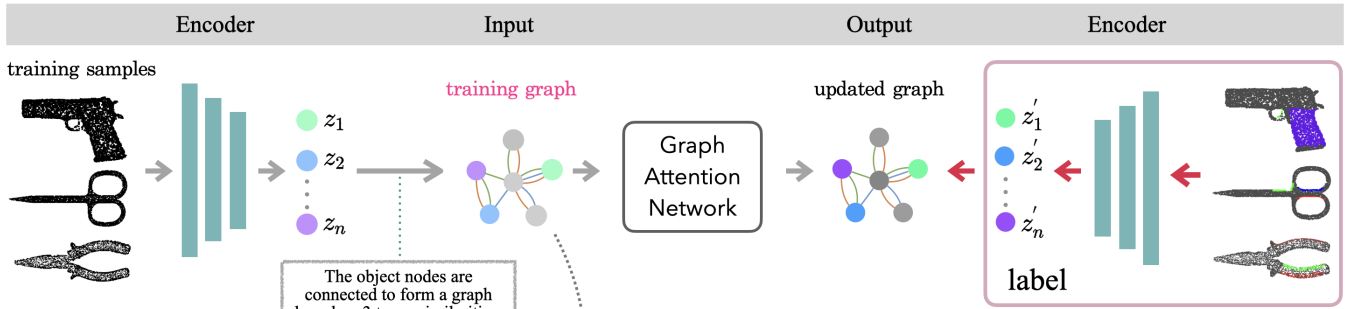 Encoder Input Output Encoder
training samples
training graph
updated graph
z1
z2
zn
Graph
Attention
Network
z'1
z'2
z'n
label
The object nodes are
connected to form a graph